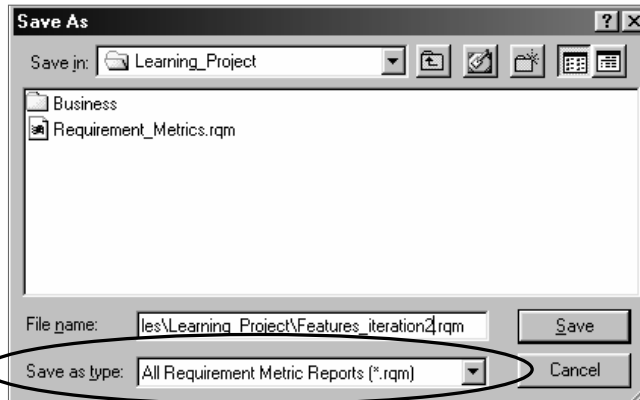 Save As
Save in: Learning_Project
Business
Requirement_Metrics.rqm
File name: les\Learning_Project\Features_iteration2.rqm Save
Save as type: All Requirement Metric Reports (*.rqm) Cancel